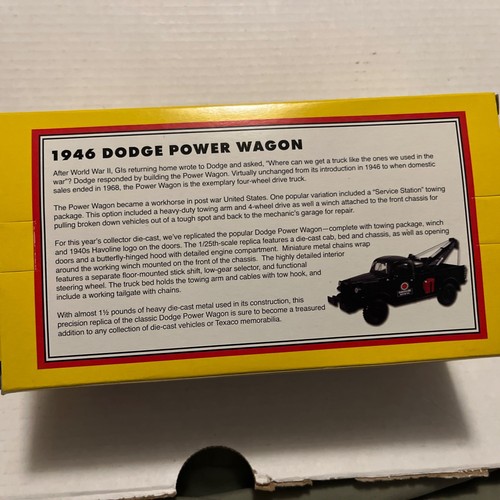 1946 DODGE POWER WAGON
After World War II, GIs returning home wrote to Dodge and asked, "Where can we get a truck like the ones we used in the
war"? Dodge responded by building the Power Wagon. Virtually unchanged from its introduction in 1946 to when domestic
sales ended in 1968, the Power Wagon is the exemplary four-wheel drive truck.
The Power Wagon became a workhorse in post war United States. One popular variation included a "Service Station" towing
package. This option included a heavy-duty towing arm and 4-wheel drive as well a winch attached to the front chassis for
pulling broken down vehicles out of a tough spot and back to the mechanic's garage for repair.
For this year's collector die-cast, we've replicated the popular Dodge Power Wagon—complete with towing package, winch
and 1940s Havoline logo on the doors. The 1/25th-scale replica features a die-cast cab, bed and chassis, as well as opening
doors and a butterfly-hinged hood with detailed engine compartment. Miniature metal chains wrap
around the working winch mounted on the front of the chassis. The highly detailed interior
features a separate floor-mounted stick shift, low-gear selector, and functional
steering wheel. The truck bed holds the towing arm and cables with tow hook, and
include a working tailgate with chains.
With almost 1½ pounds of heavy die-cast metal used in its construction, this
precision replica of the classic Dodge Power Wagon is sure to become a treasured
addition to any collection of die-cast vehicles or Texaco memorabilia.